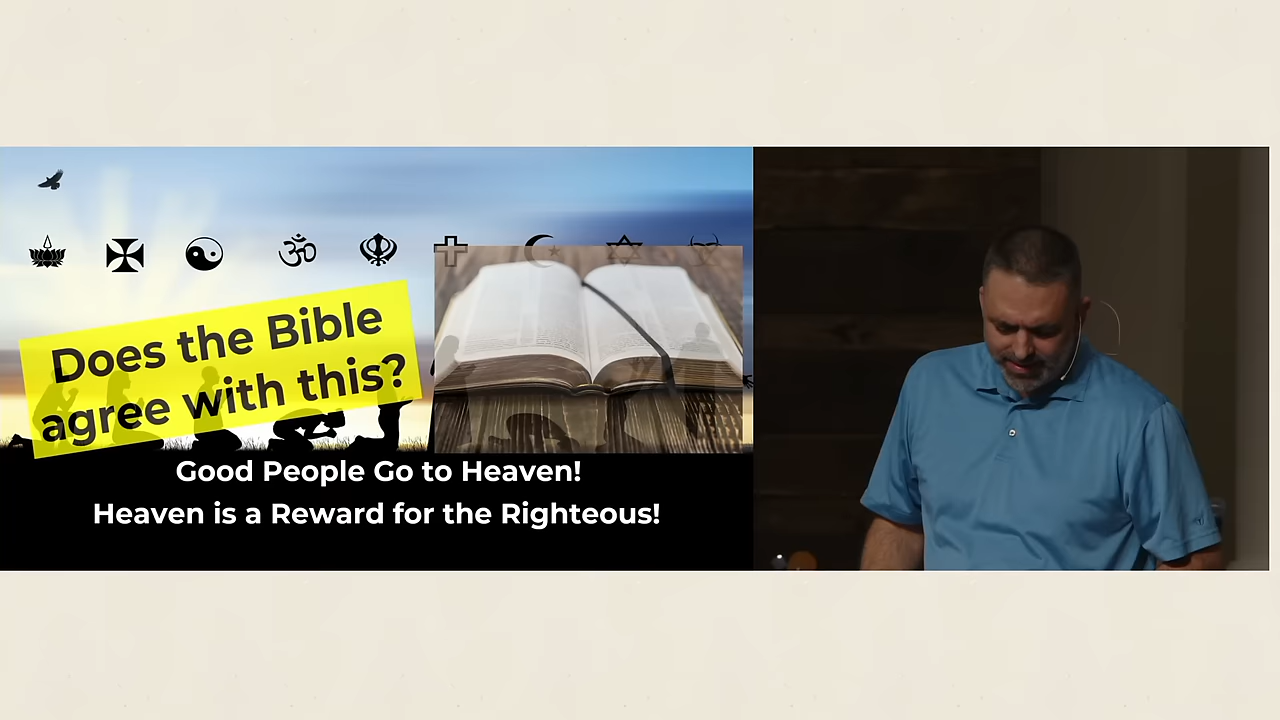 Does the Bible
agree with this?
Good People Go to Heaven!
Heaven is a Reward for the Righteous!